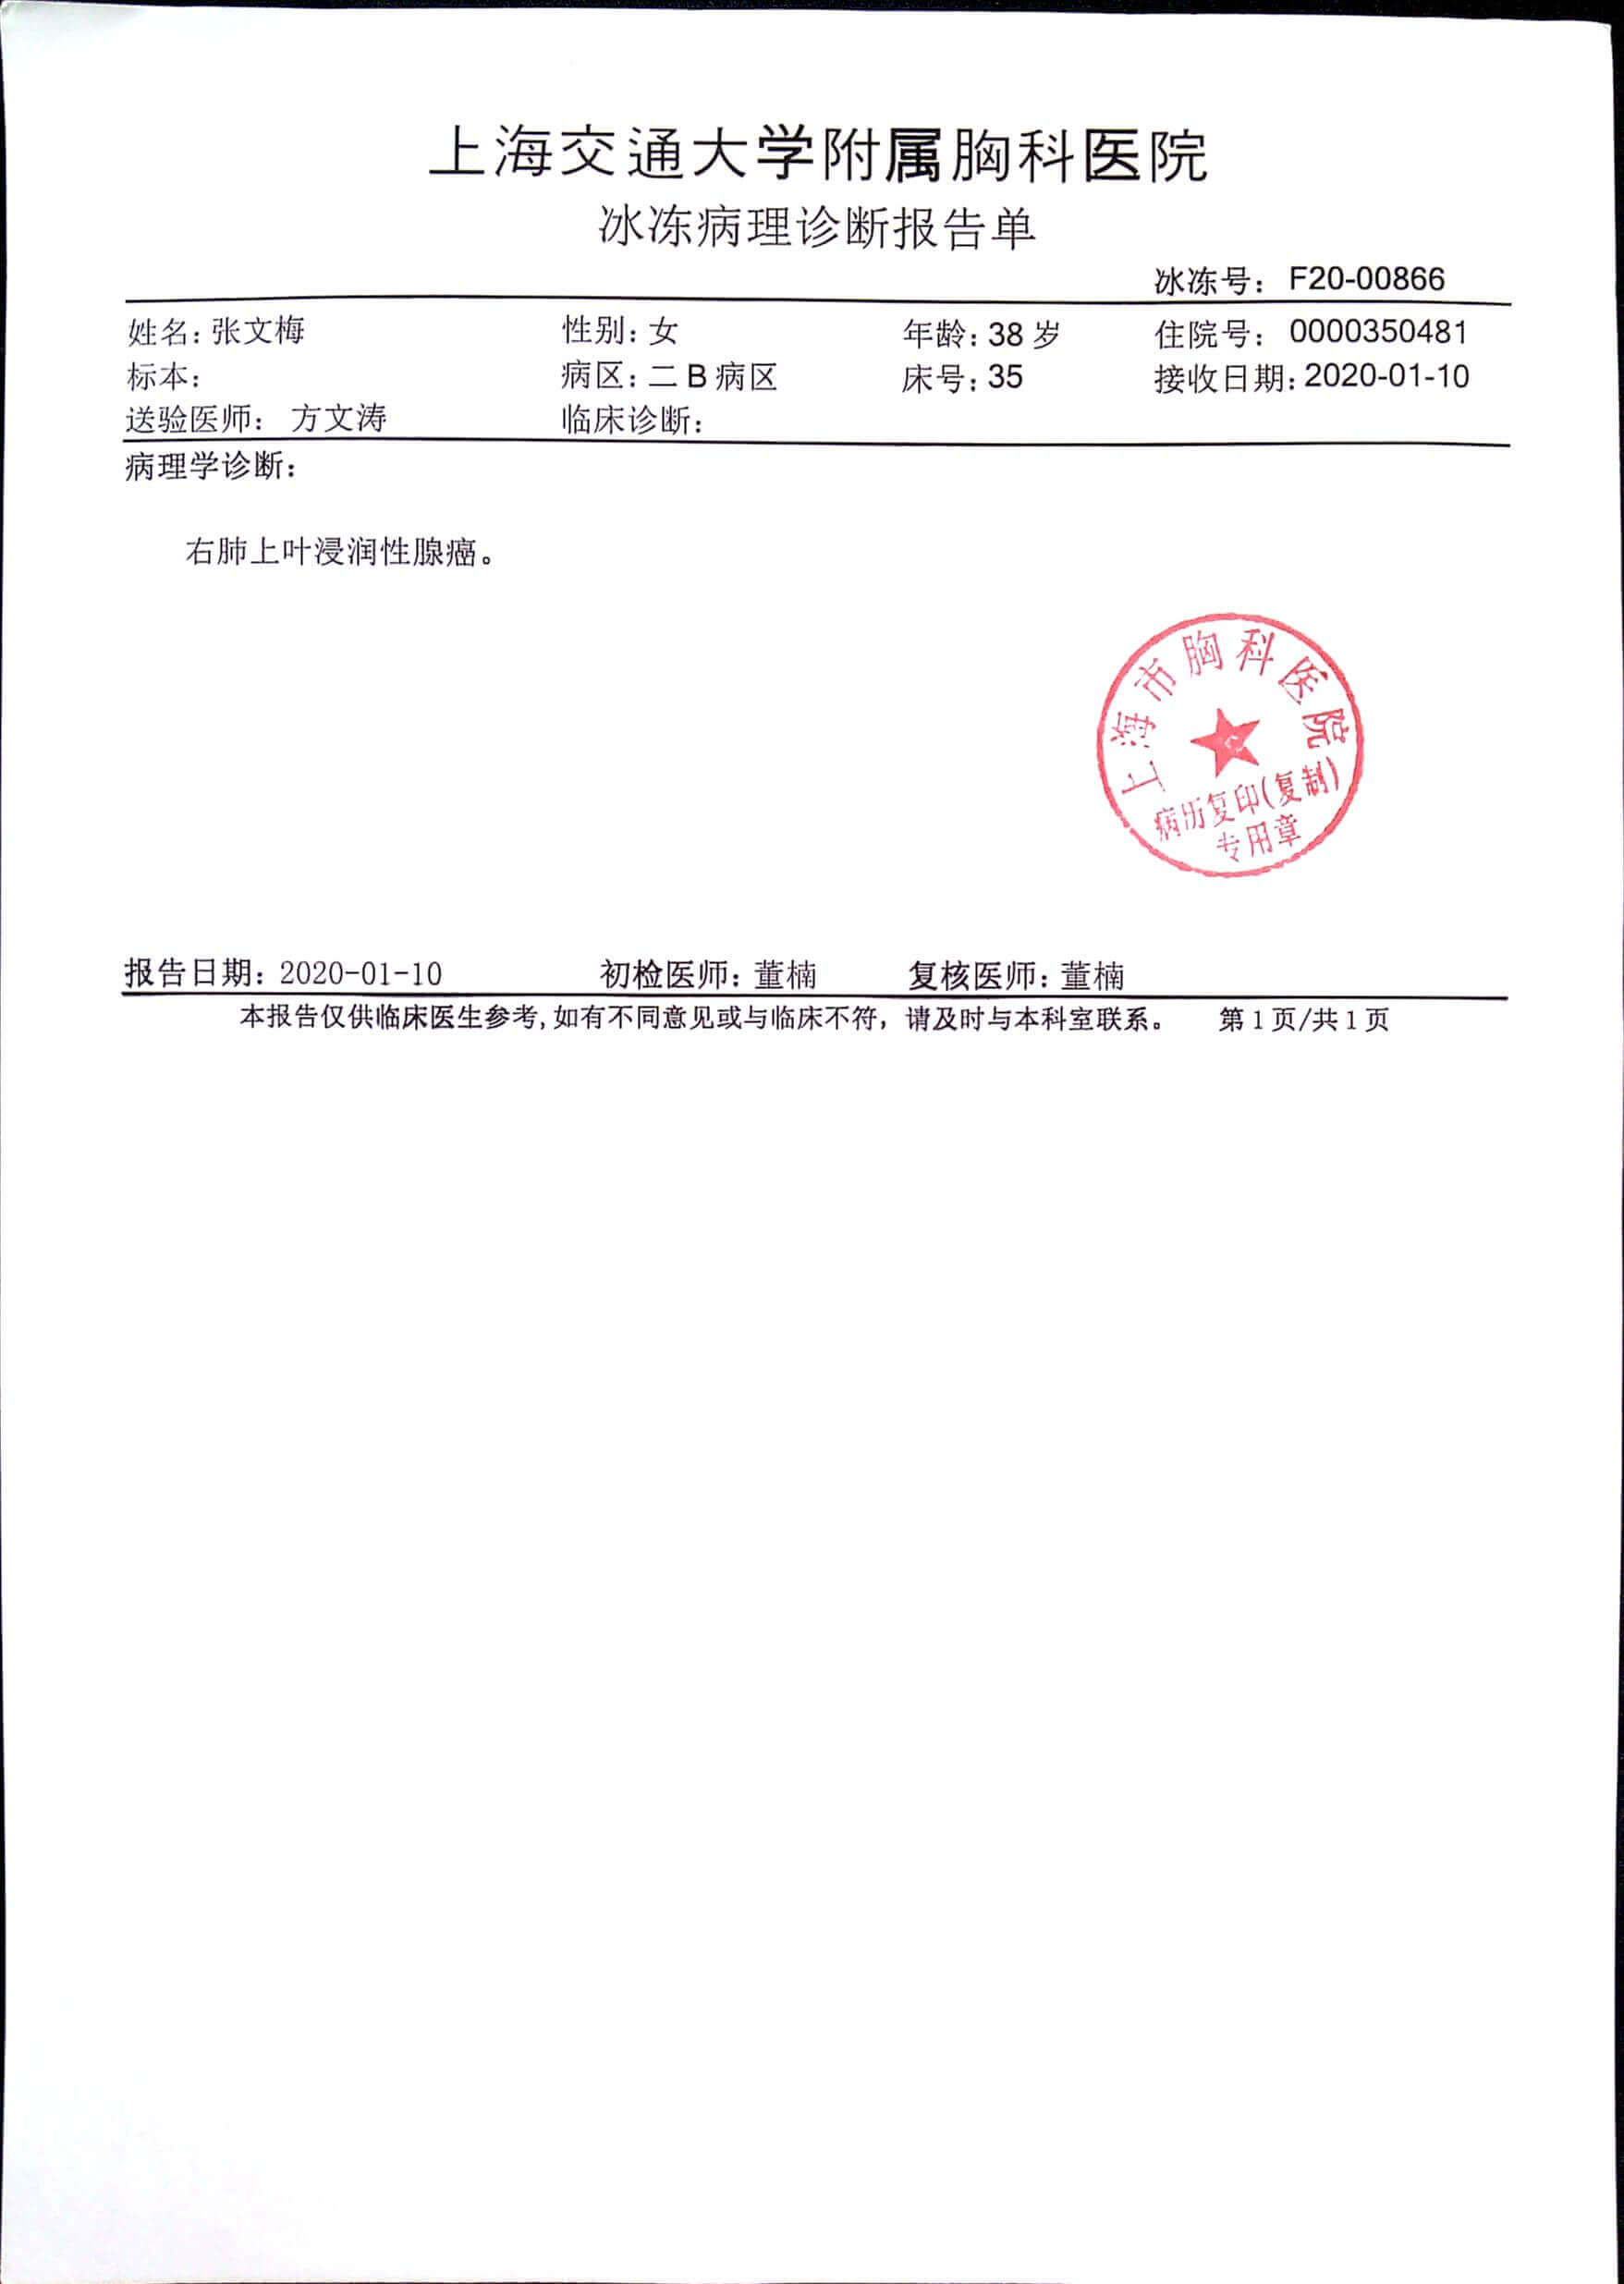 上海交通大学附属胸科医院
冰冻病理诊断报告单
冰冻号： F20-00866
姓名：张文梅 性别：女 年龄：38 岁 住院号： 0000350481
标本： 病区：二 B 病区 床号：35 接收日期：2020-01-10
送验医师： 方文涛 临床诊断：
病理学诊断：
右肺上叶浸润性腺癌。
上海市胸科医院
病历复印(复制)
专用章
报告日期：2020-01-10 初检医师：董楠 复核医师：董楠
本报告仅供临床医生参考,如有不同意见或与临床不符，请及时与本科室联系。 第 1 页/共 1 页